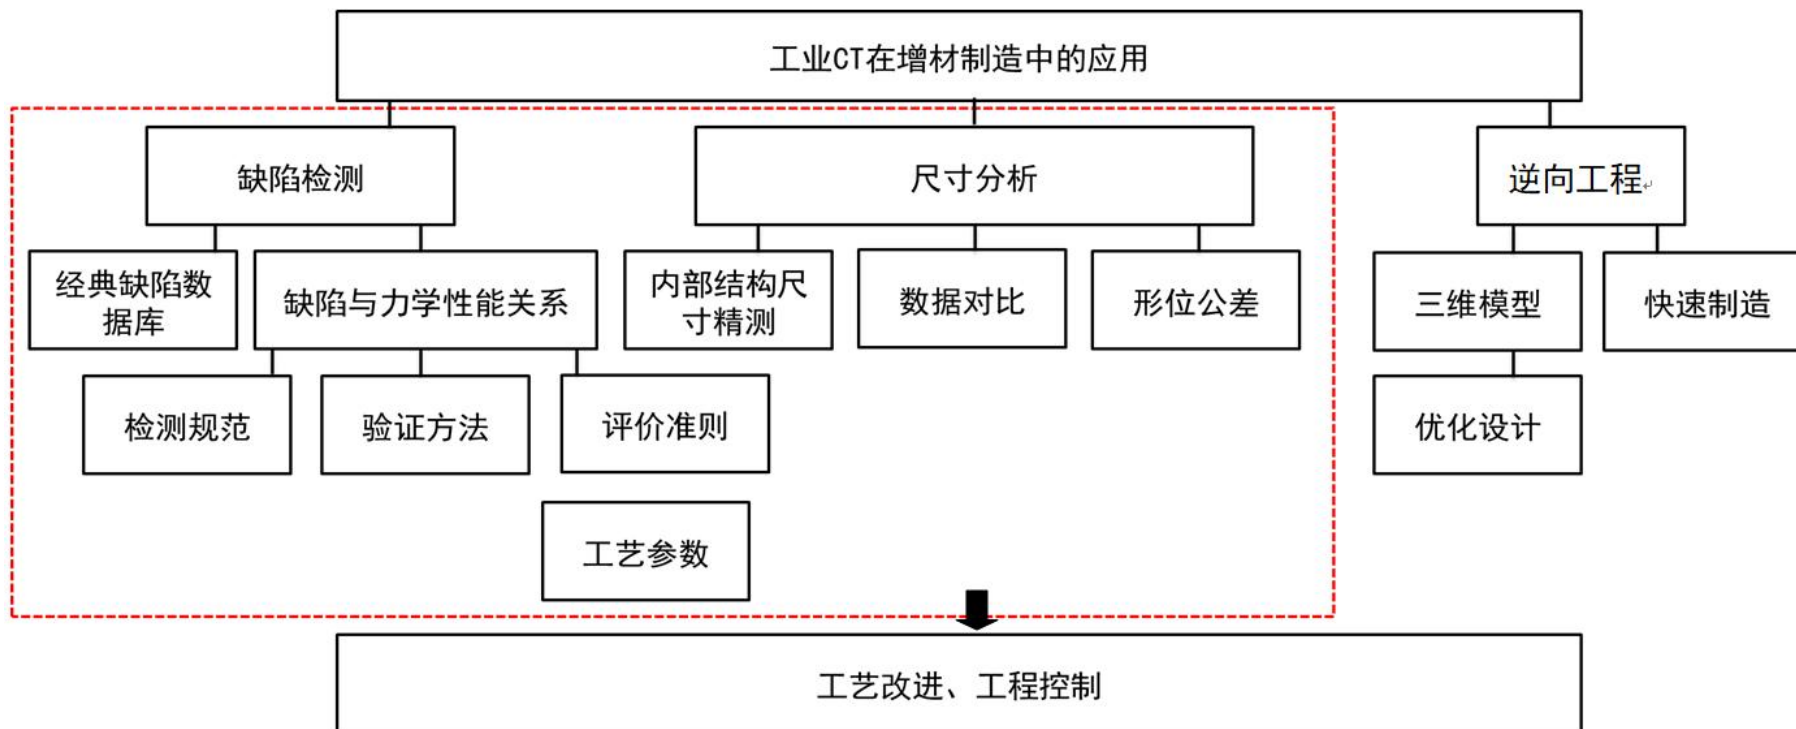 工业CT在增材制造中的应用
缺陷检测
尺寸分析
逆向工程
经典缺陷数
据库
缺陷与力学性能关系
内部结构尺
寸精测
数据对比
形位公差
三维模型
快速制造
检测规范
验证方法
评价准则
优化设计
工艺参数
工艺改进、工程控制